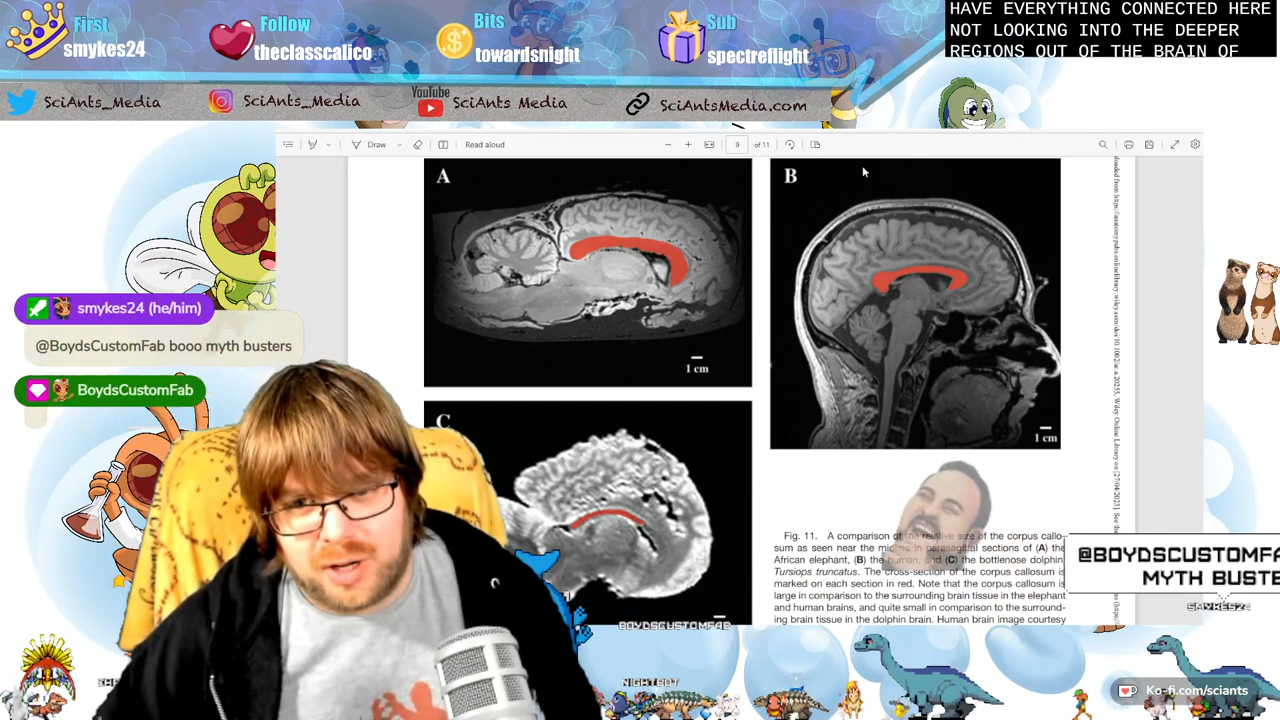 First
smykes24
Follow
theclasscalico
Bits
towardsnight
Sub
spectreflight
HAVE EVERYTHING CONNECTED HERE
NOT LOOKING INTO THE DEEPER
REGIONS OUT OF THE BRAIN OF
SciAnts_Media
SciAnts_Media
YouTube
SciAnts Media
SciAntsMedia.com
Draw
Read aloud
9
of 11
A
1 cm
B
1 cm
C
smykes24 (he/him)
@BoydsCustomFab booo myth busters
BoydsCustomFab
Fig. 11. A comparison of the relative size of the corpus callo-
sum as seen near the midline in parasagittal sections of (A) the
African elephant, (B) the human, and (C) the bottlenose dolphin,
Tursiops truncatus. The cross-section of the corpus callosum is
marked on each section in red. Note that the corpus callosum is
large in comparison to the surrounding brain tissue in the elephant
and human brains, and quite small in comparison to the surround-
ing brain tissue in the dolphin brain. Human brain image courtesy
@BOYDSCUSTOMFA
MYTH BUSTE
SMYKES24
BOYDSCUSTOMFAB
NIGHTBOT
Ko-fi.com/sciants